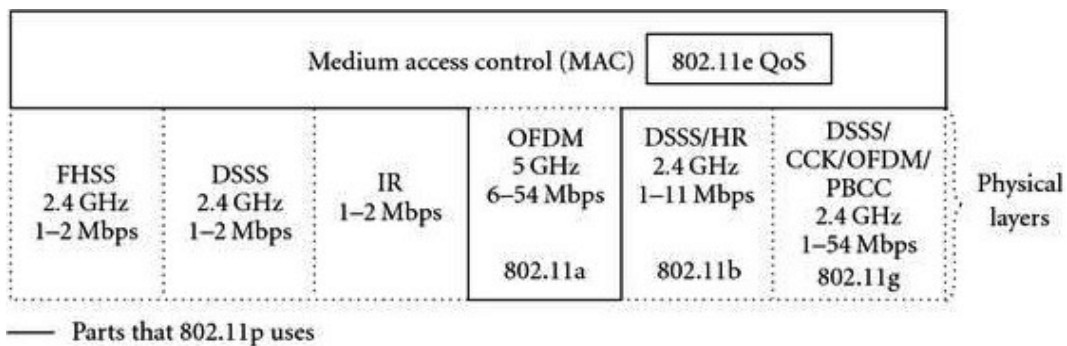 Medium access control (MAC) 802.11e QoS
FHSS
2.4 GHz
1–2 Mbps
DSSS
2.4 GHz
1–2 Mbps
IR
1–2 Mbps
OFDM
5 GHz
6–54 Mbps
802.11a
DSSS/HR
2.4 GHz
1–11 Mbps
802.11b
DSSS/
CCK/OFDM/
PBCC
2.4 GHz
1–54 Mbps
802.11g
Physical
layers
Parts that 802.11p uses